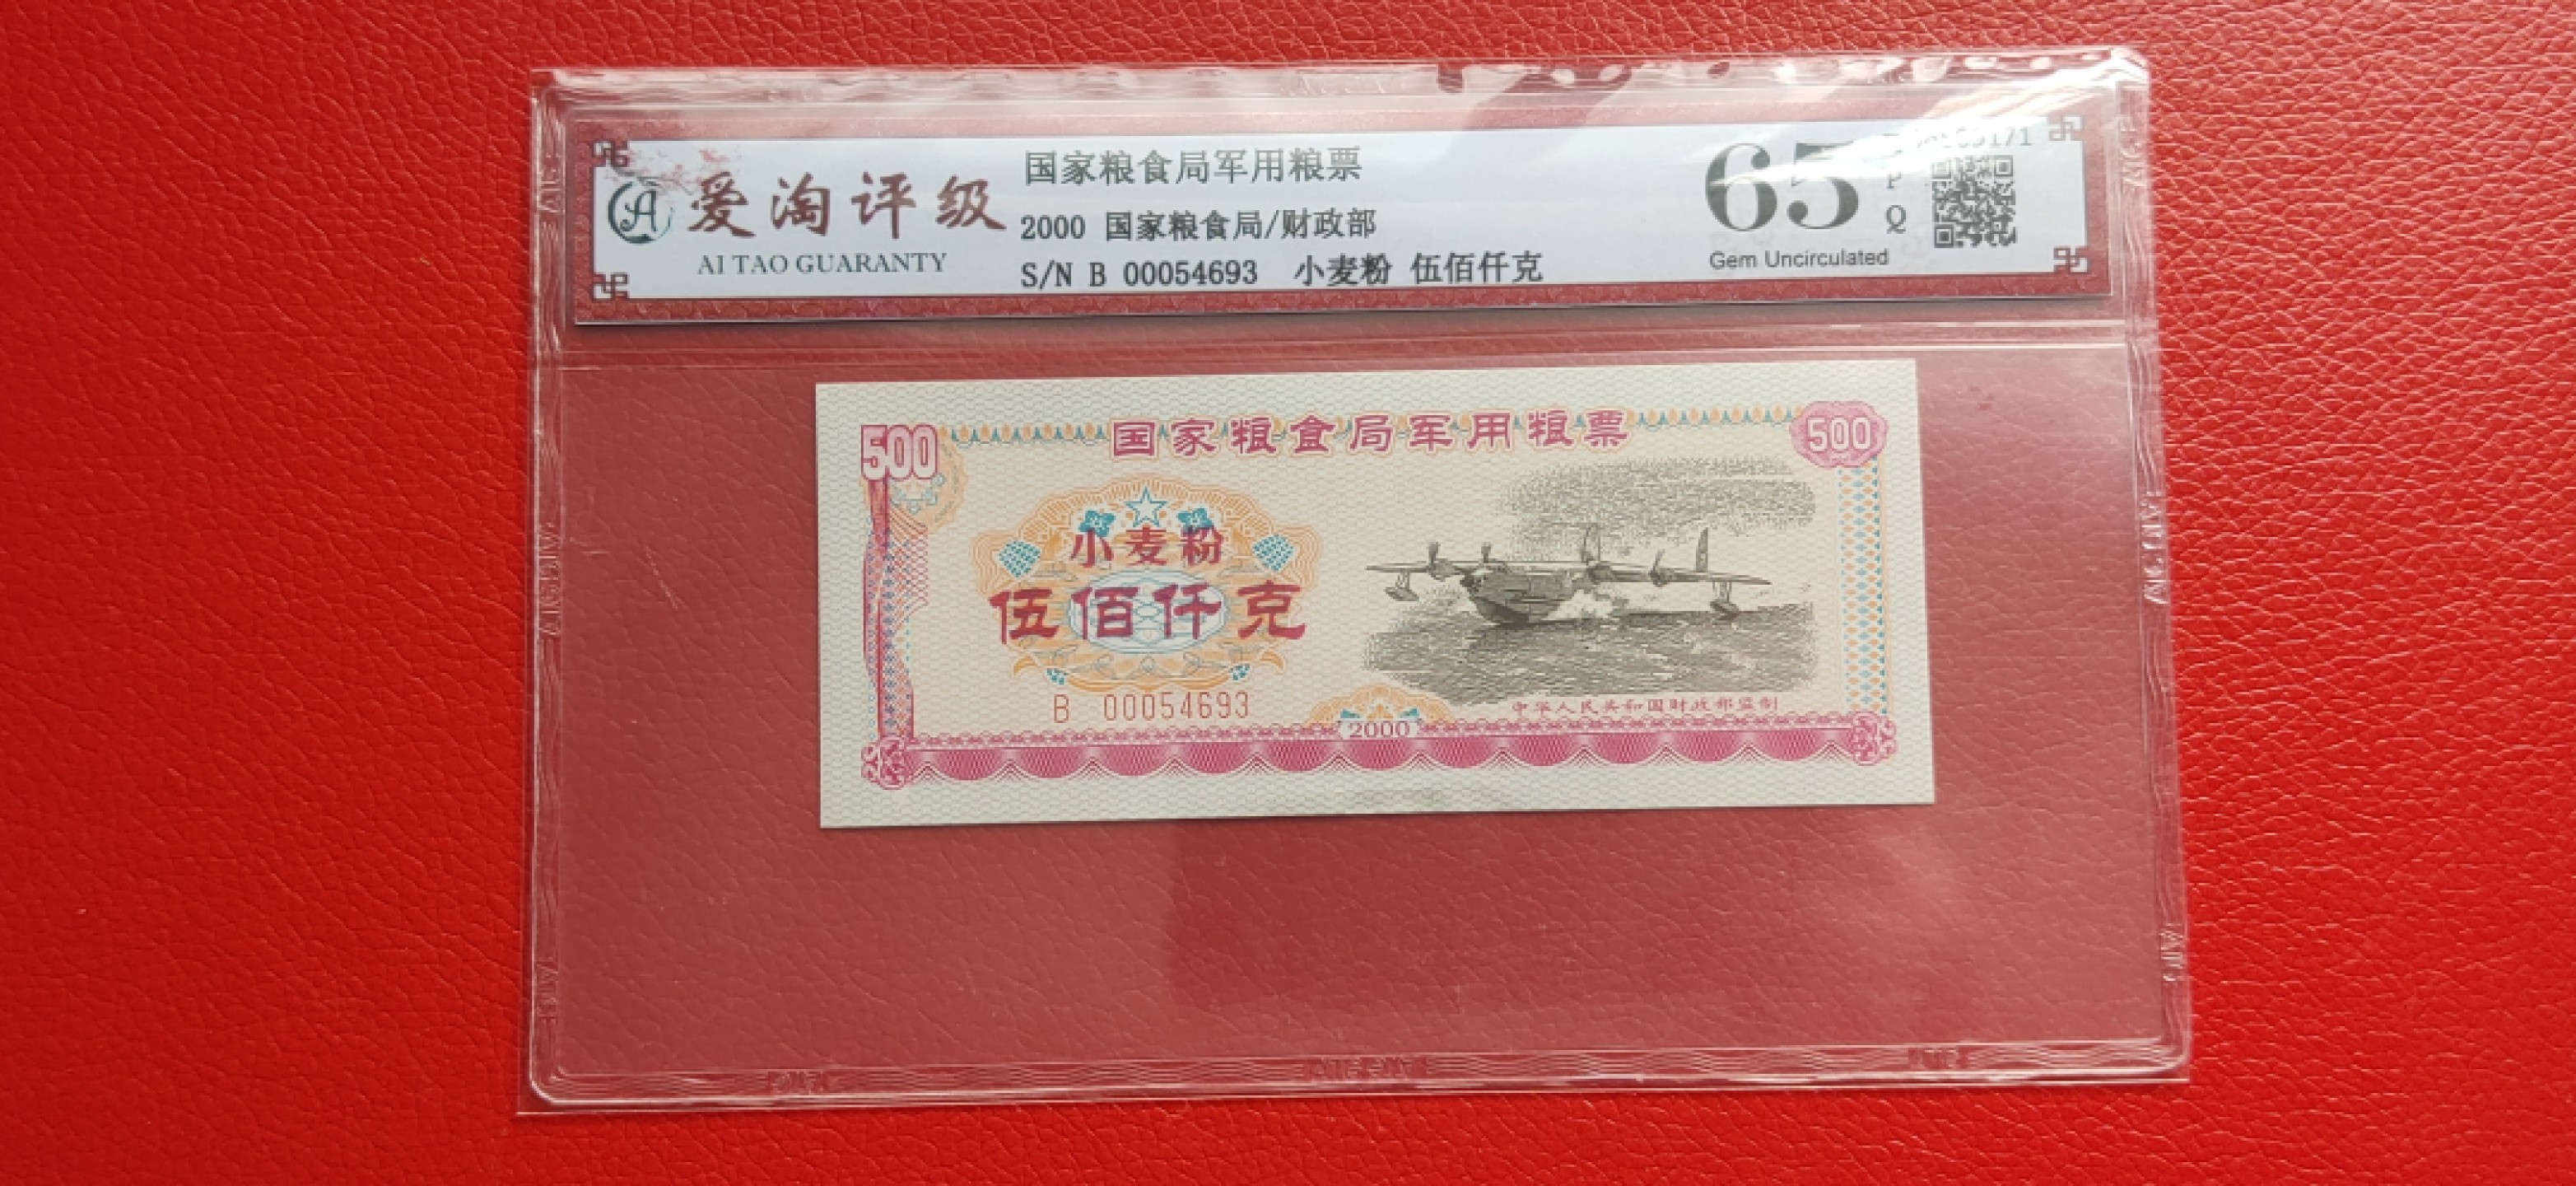 爱淘评级
AI TAO GUARANTY
国家粮食局军用粮票
2000 国家粮食局/财政部
S/N B 00054693 小麦粉 伍佰仟克
65
P
Q
Gem Uncirculated
500 国家粮食局军用粮票 500
小麦粉
伍佰仟克
B 00054693
中华人民共和国财政部监制
2000